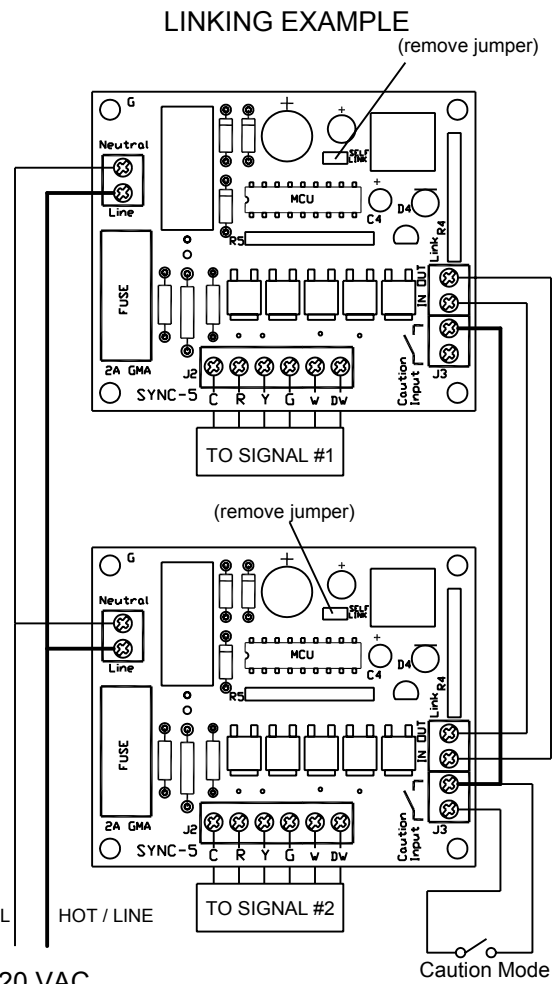 LINKING EXAMPLE
(remove jumper)
G
Neutral
Line
SELF
LINK
MCU
C4
D4
R4
R5
Link
IN OUT
FUSE
2A GMA
J2
SYNC-5
C R Y G W DW
Caution
Input
J3
TO SIGNAL #1
(remove jumper)
G
Neutral
Line
SELF
LINK
MCU
C4
D4
R4
R5
Link
IN OUT
FUSE
2A GMA
J2
SYNC-5
C R Y G W DW
Caution
Input
J3
L
HOT / LINE
TO SIGNAL #2
20 VAC
Caution Mode